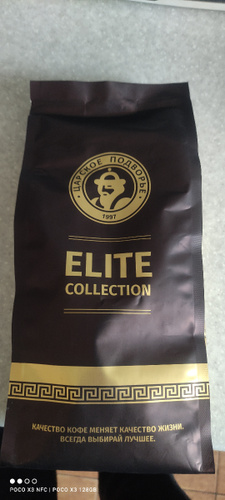 ЦАРСКОЕ ПОДВОРЬЕ
1997
ELITE
COLLECTION
КАЧЕСТВО КОФЕ МЕНЯЕТ КАЧЕСТВО ЖИЗНИ.
ВСЕГДА ВЫБИРАЙ ЛУЧШЕЕ.
POCO X3 NFC | POCO X3 128GB